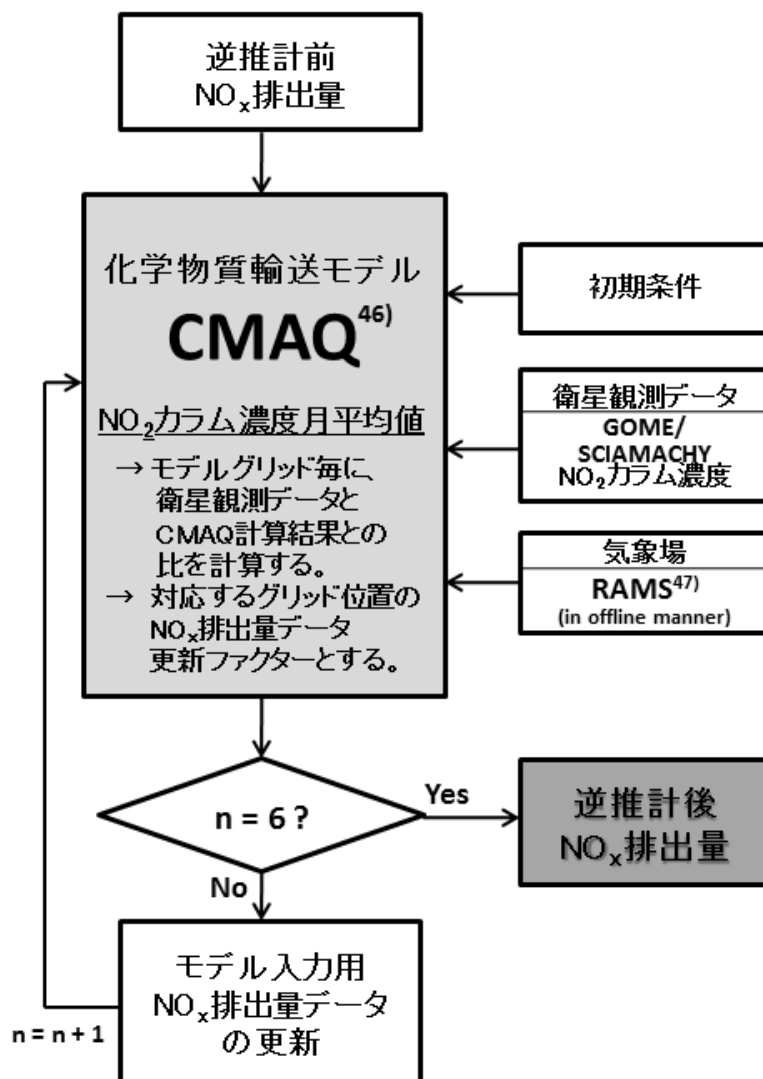 逆推計前
NOx排出量
化学物質輸送モデル
CMAQ46)
NO2カラム濃度月平均値
→ モデルグリッド毎に、
衛星観測データと
CMAQ計算結果との
比を計算する。
→ 対応するグリッド位置の
NOx排出量データ
更新ファクターとする。
初期条件
衛星観測データ
GOME/
SCIAMACHY
NO2カラム濃度
気象場
RAMS47)
(in offline manner)
n = 6 ?
Yes
逆推計後
NOx排出量
No
モデル入力用
NOx排出量データ
の更新
n = n + 1